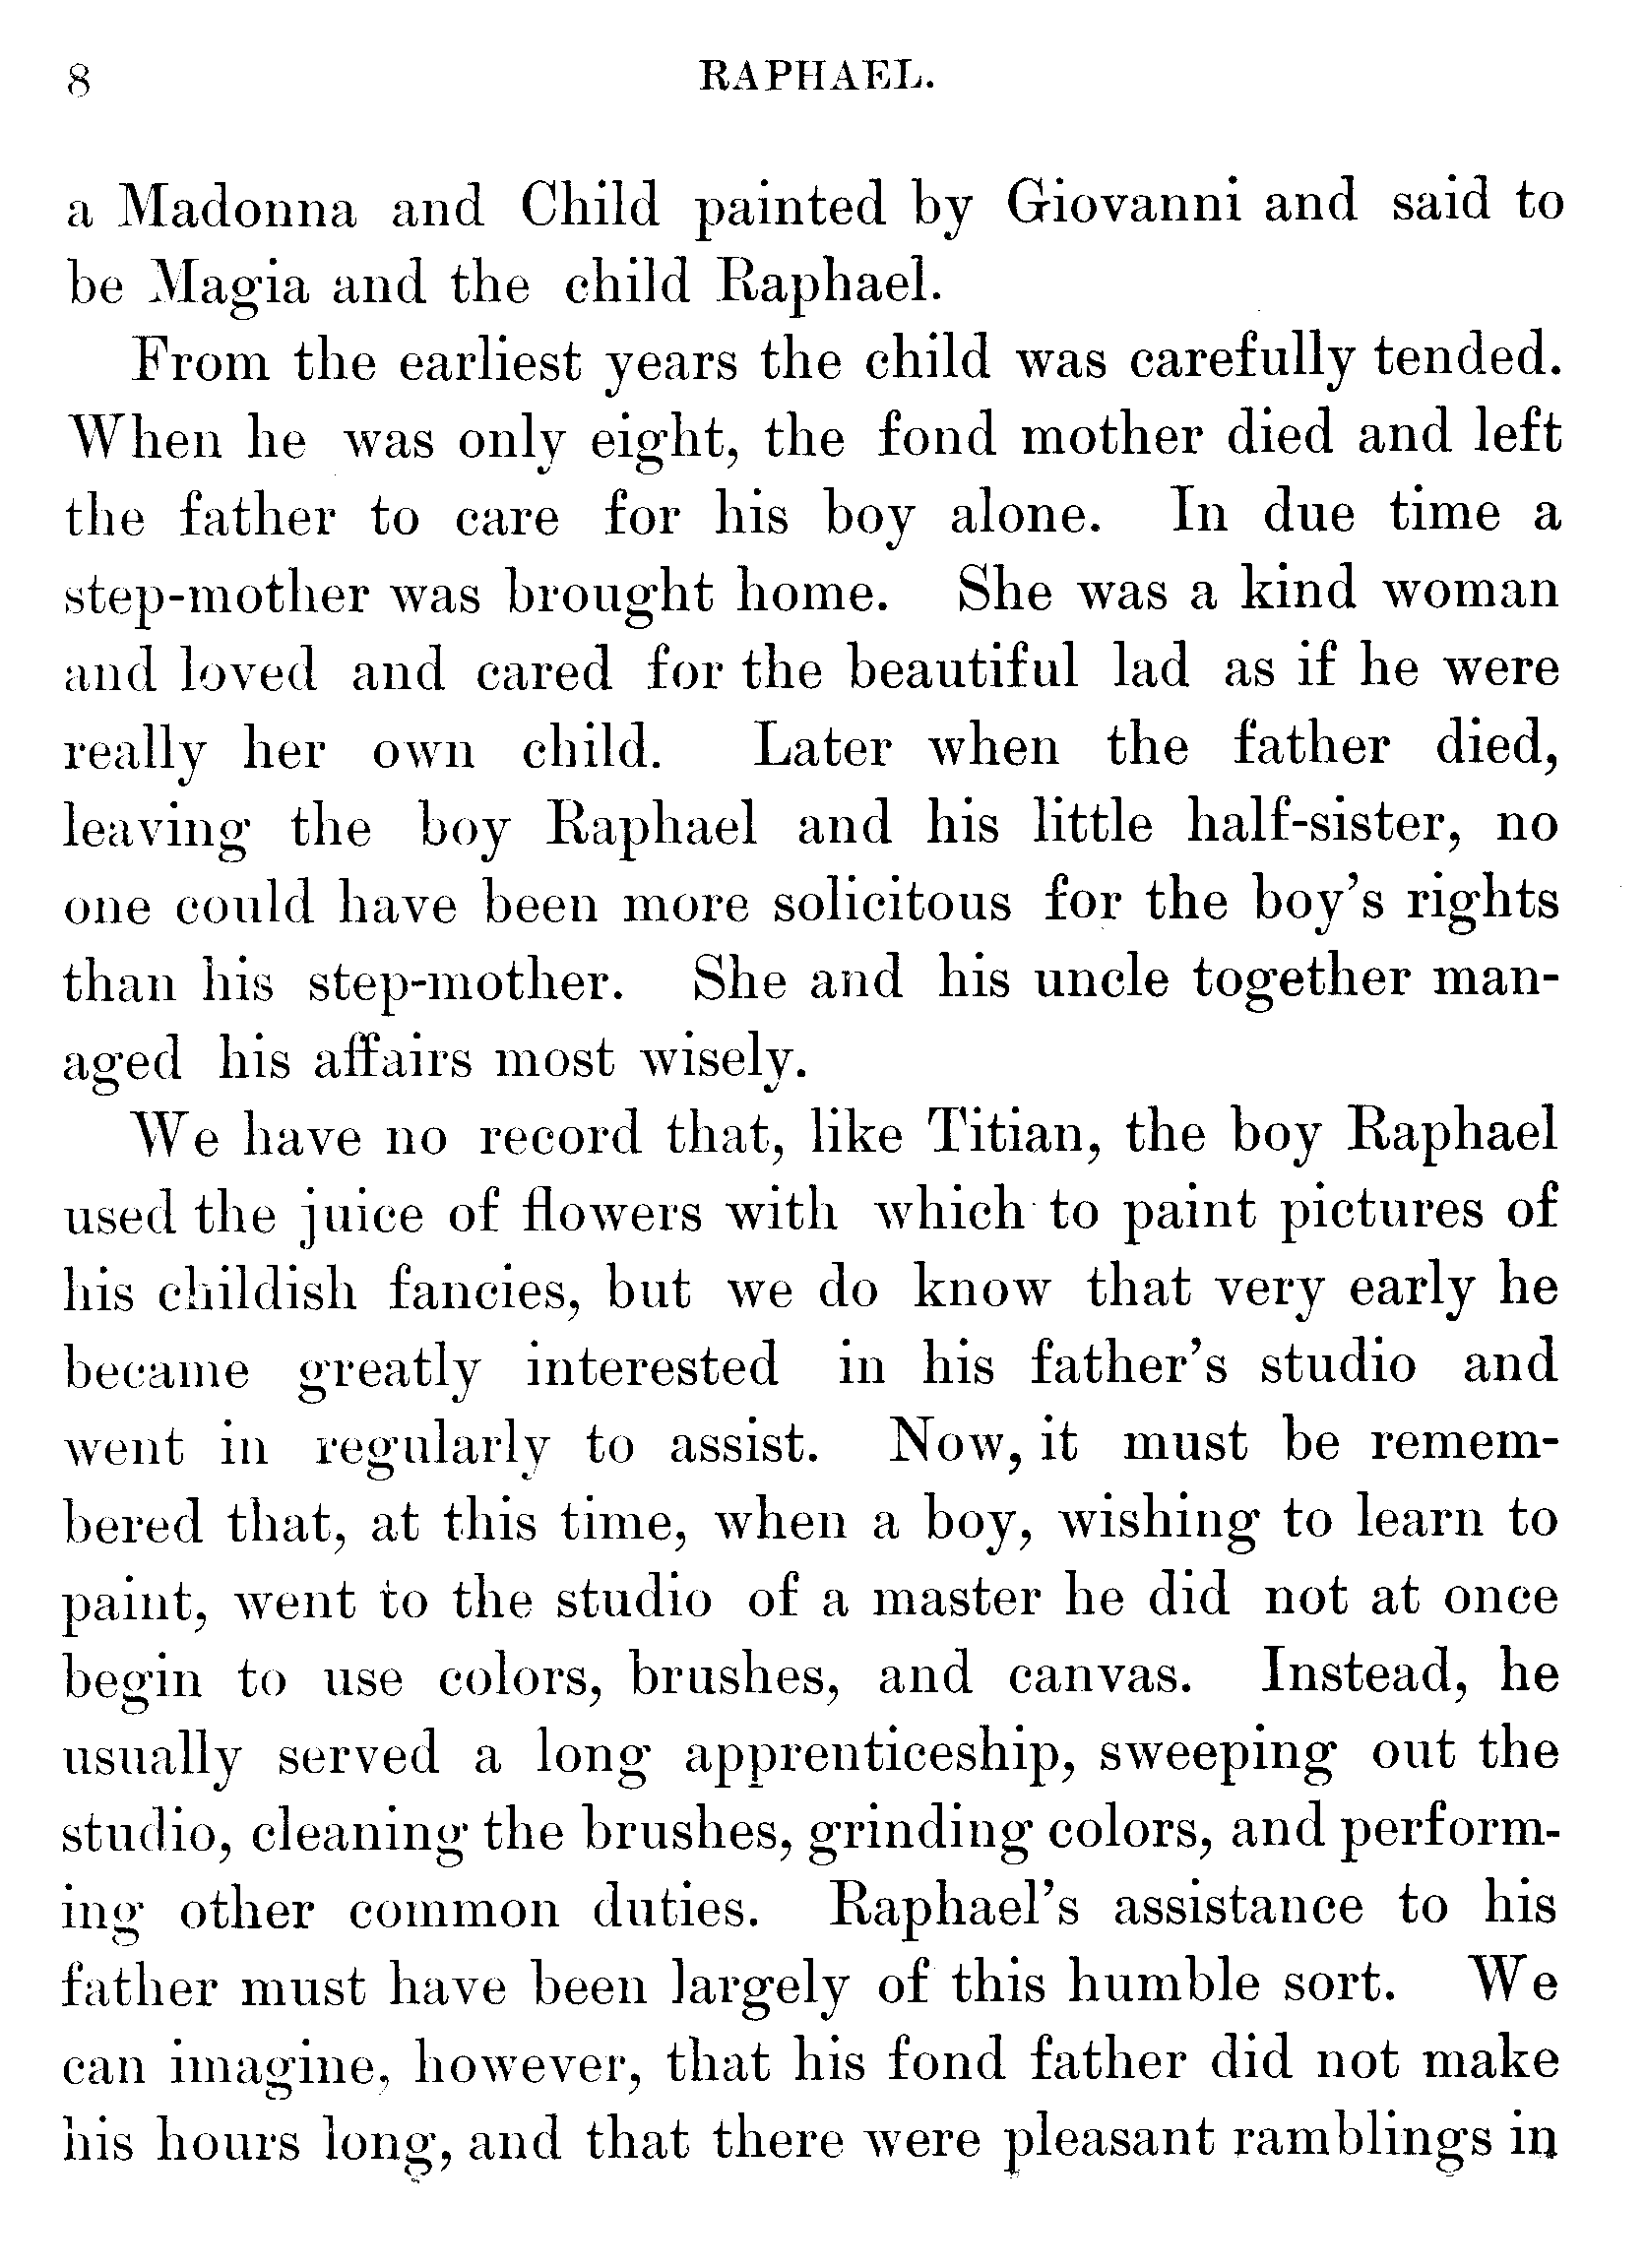 8 RAPHAEL.
a Madonna and Child painted by Giovanni and said to
be Magia and the child Raphael.
From the earliest years the child was carefully tended.
When he was only eight, the fond mother died and left
the father to care for his boy alone. In due time a
step-mother was brought home. She was a kind woman
and loved and cared for the beautiful lad as if he were
really her own child. Later when the father died,
leaving the boy Raphael and his little half-sister, no
one could have been more solicitous for the boy's rights
than his step-mother. She and his uncle together man-
aged his affairs most wisely.
We have no record that, like Titian, the boy Raphael
used the juice of flowers with which to paint pictures of
his childish fancies, but we do know that very early he
became greatly interested in his father's studio and
went in regularly to assist. Now, it must be remem-
bered that, at this time, when a boy, wishing to learn to
paint, went to the studio of a master he did not at once
begin to use colors, brushes, and canvas. Instead, he
usually served a long apprenticeship, sweeping out the
studio, cleaning the brushes, grinding colors, and perform-
ing other common duties. Raphael's assistance to his
father must have been largely of this humble sort. We
can imagine, however, that his fond father did not make
his hours long, and that there were pleasant ramblings in